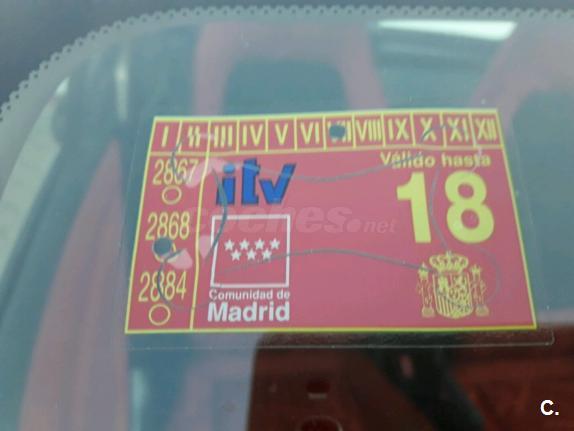 I II III IV V VI VII VIII IX X XI XII
2867
itv
Válido hasta
18
2868
coches.net
2884
Comunidad de
Madrid
C.